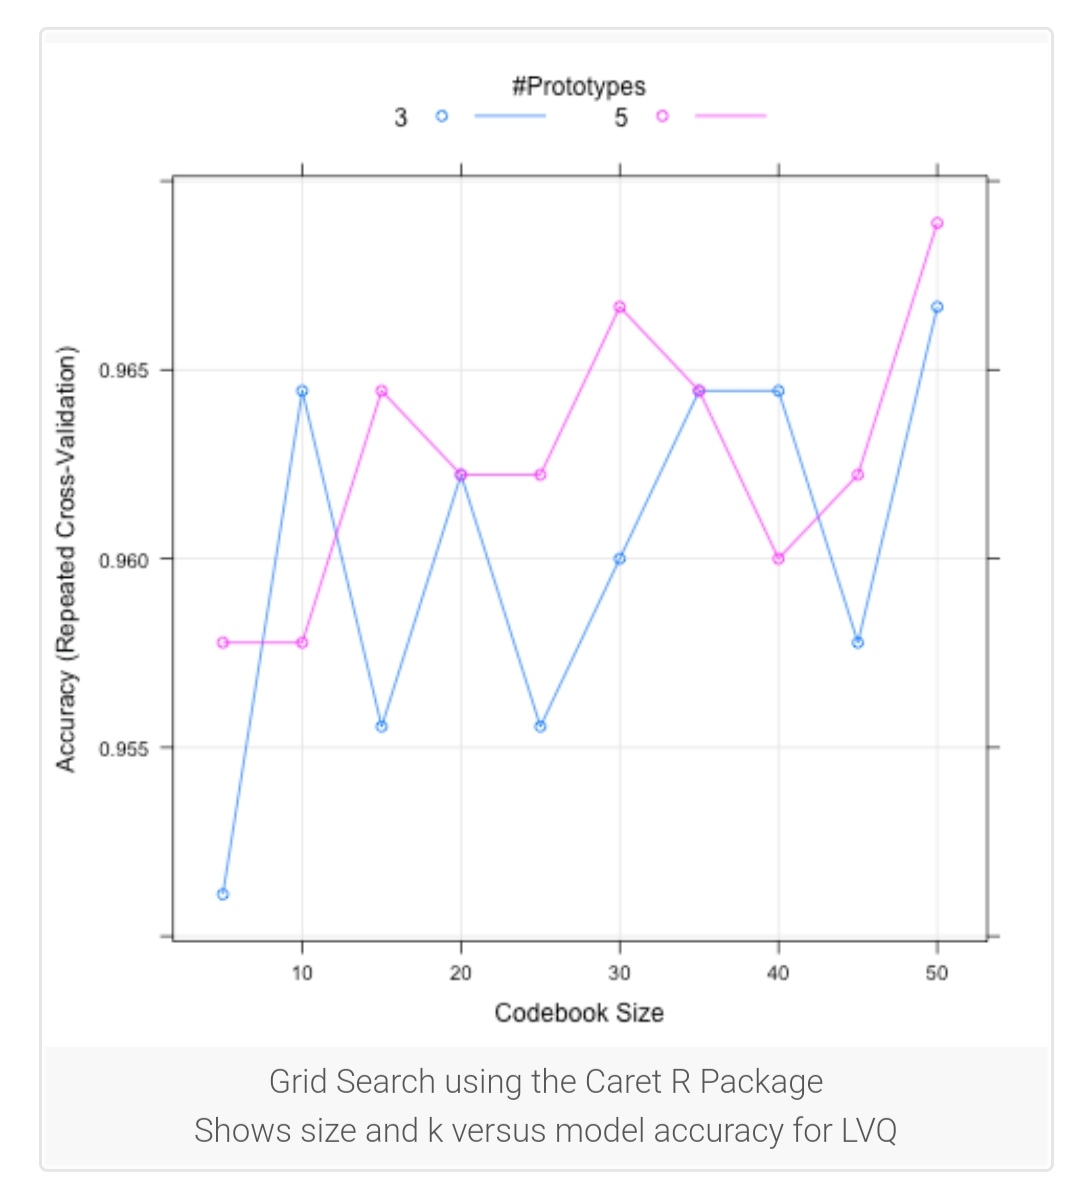 #Prototypes
3 5
Accuracy (Repeated Cross-Validation)
0.965
0.960
0.955
10 20 30 40 50
Codebook Size
Grid Search using the Caret R Package
Shows size and k versus model accuracy for LVQ